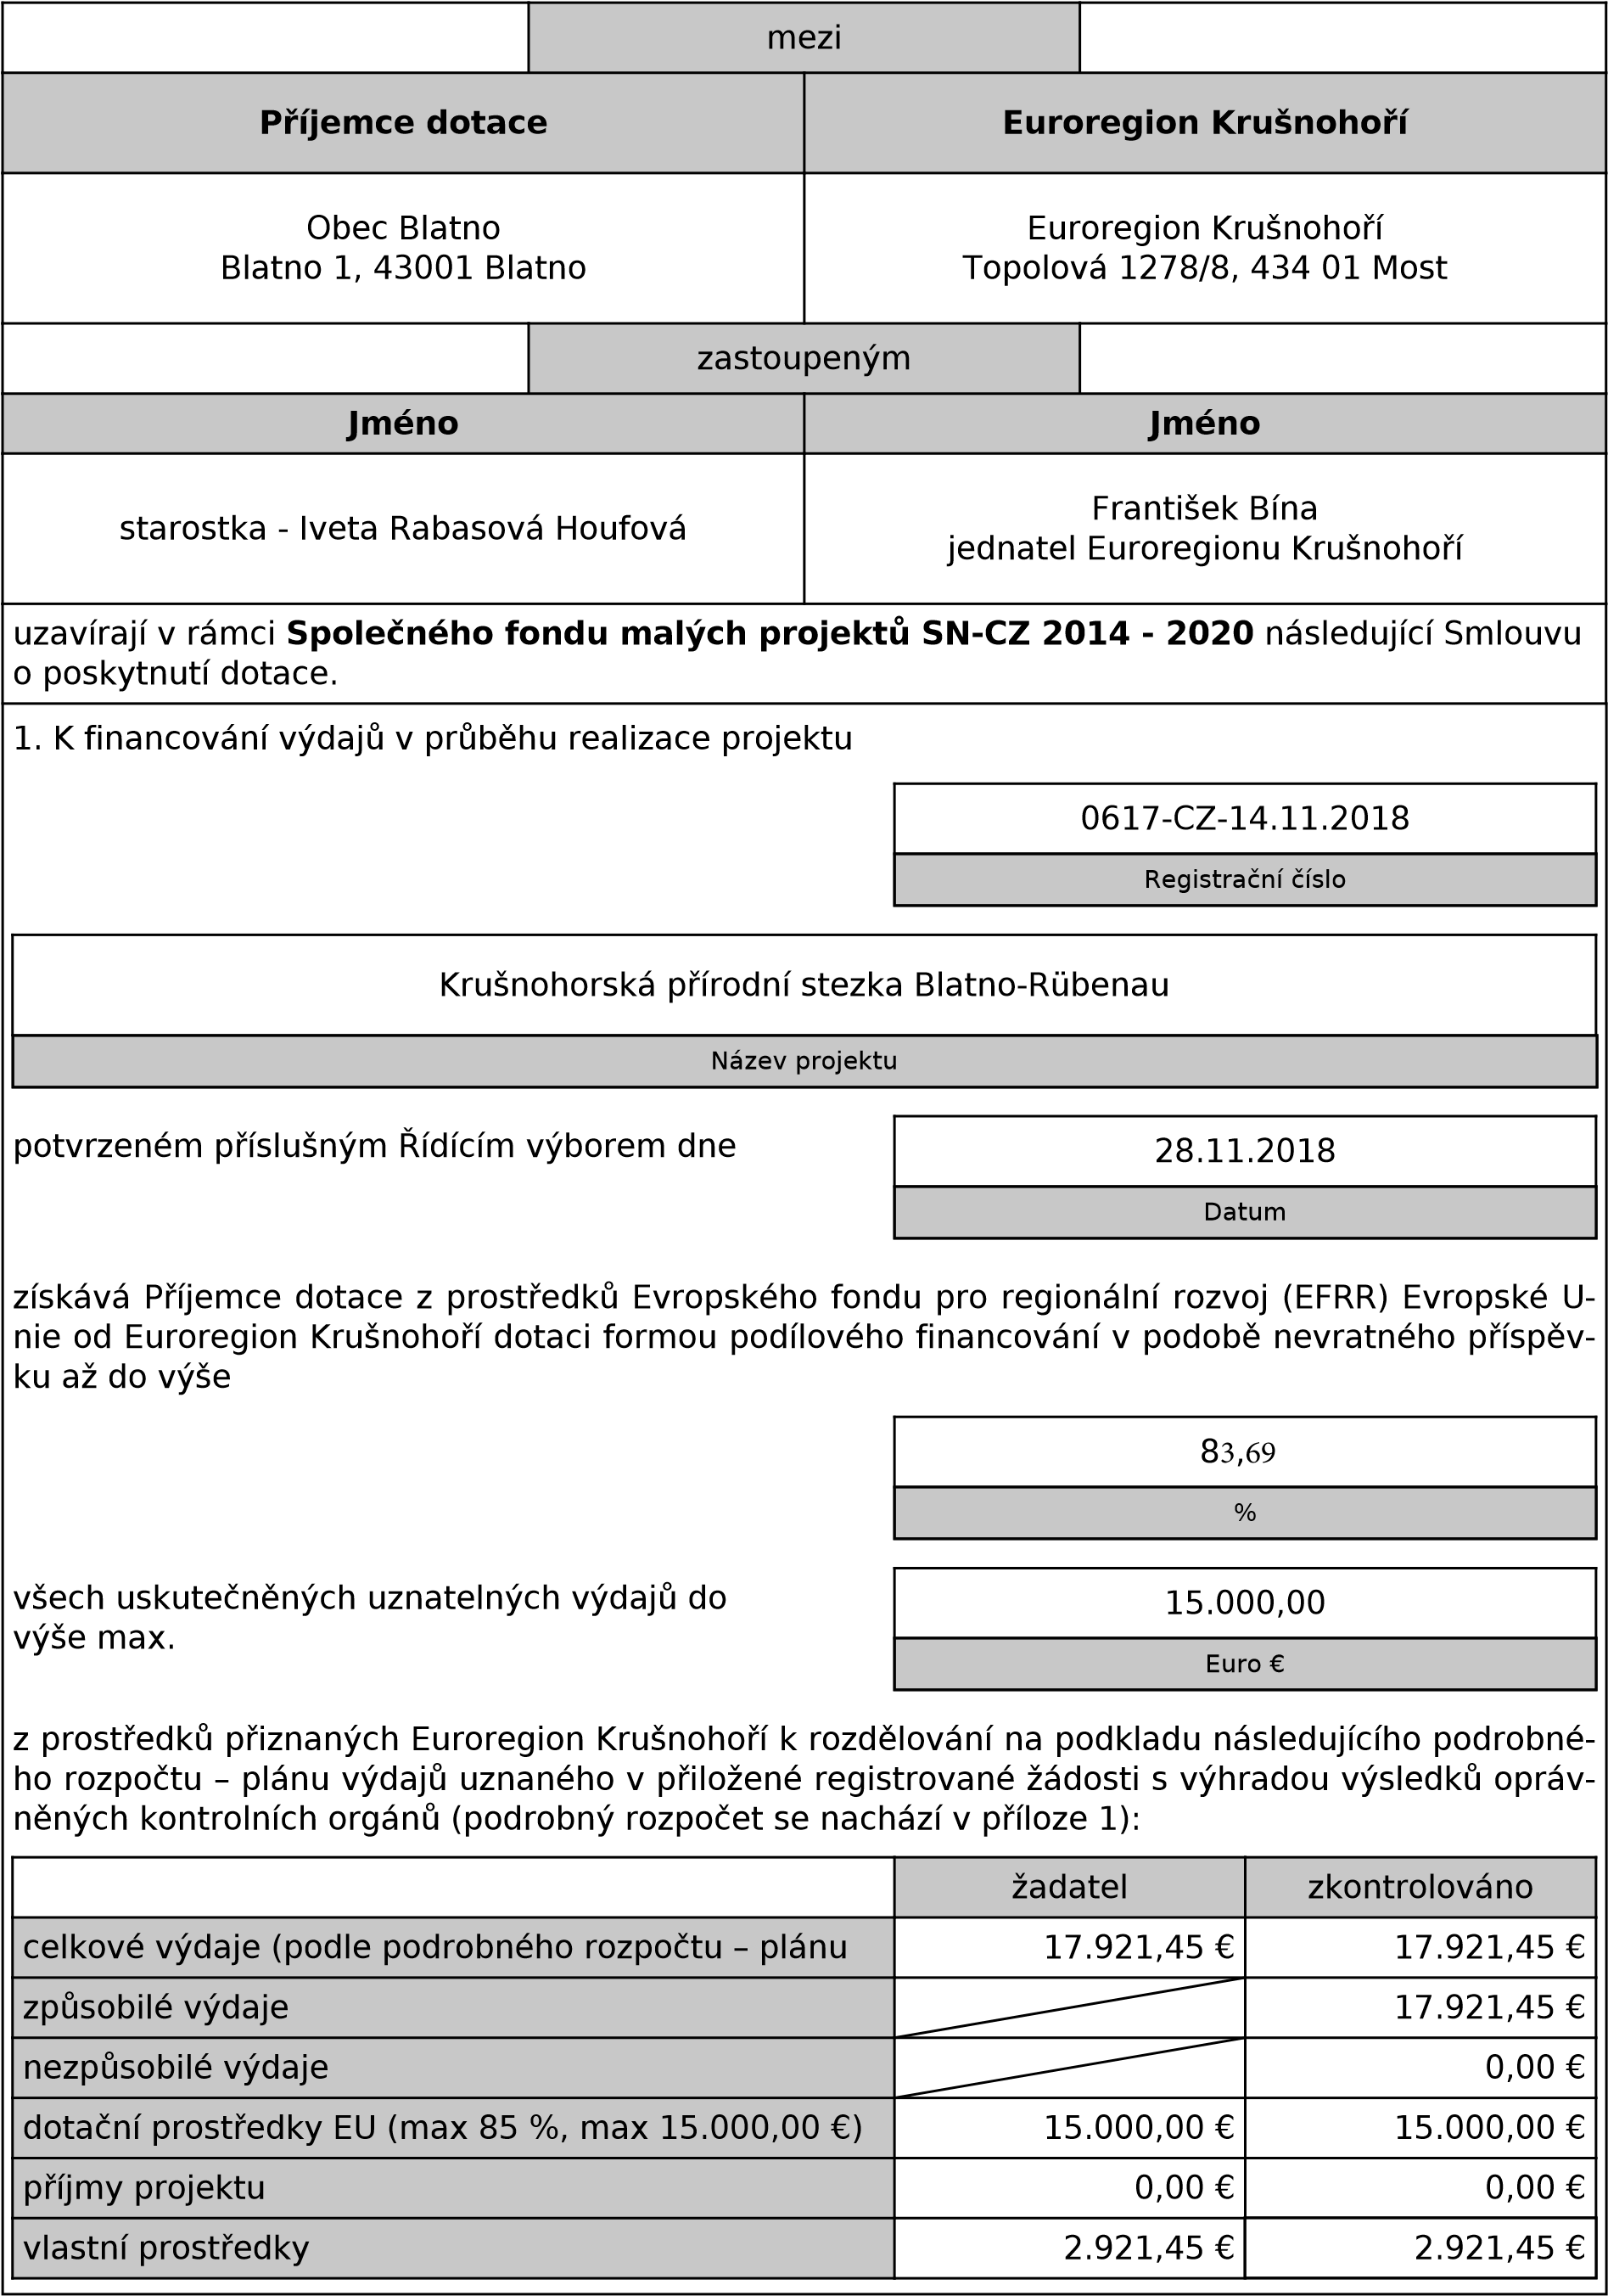 mezi
Příjemce dotace
Euroregion Krušnohoří
Obec Blatno
Blatno 1, 43001 Blatno
Euroregion Krušnohoří
Topolová 1278/8, 434 01 Most
zastoupeným
Jméno
Jméno
starostka - Iveta Rabasová Houfová
František Bína
jednatel Euroregionu Krušnohoří
uzavírají v rámci Společného fondu malých projektů SN-CZ 2014 - 2020 následující Smlouvu
o poskytnutí dotace.
1. K financování výdajů v průběhu realizace projektu
0617-CZ-14.11.2018
Registrační číslo
Krušnohorská přírodní stezka Blatno-Rübenau
Název projektu
potvrzeném příslušným Řídícím výborem dne
28.11.2018
Datum
získává Příjemce dotace z prostředků Evropského fondu pro regionální rozvoj (EFRR) Evropské U-
nie od Euroregion Krušnohoří dotaci formou podílového financování v podobě nevratného příspěv-
ku až do výše
83,69
%
všech uskutečněných uznatelných výdajů do
výše max.
15.000,00
Euro €
z prostředků přiznaných Euroregion Krušnohoří k rozdělování na podkladu následujícího podrobné-
ho rozpočtu – plánu výdajů uznaného v přiložené registrované žádosti s výhradou výsledků opráv-
něných kontrolních orgánů (podrobný rozpočet se nachází v příloze 1):
žadatel zkontrolováno
celkové výdaje (podle podrobného rozpočtu – plánu 17.921,45 € 17.921,45 €
způsobilé výdaje 17.921,45 €
nezpůsobilé výdaje 0,00 €
dotační prostředky EU (max 85 %, max 15.000,00 €) 15.000,00 € 15.000,00 €
příjmy projektu 0,00 € 0,00 €
vlastní prostředky 2.921,45 € 2.921,45 €